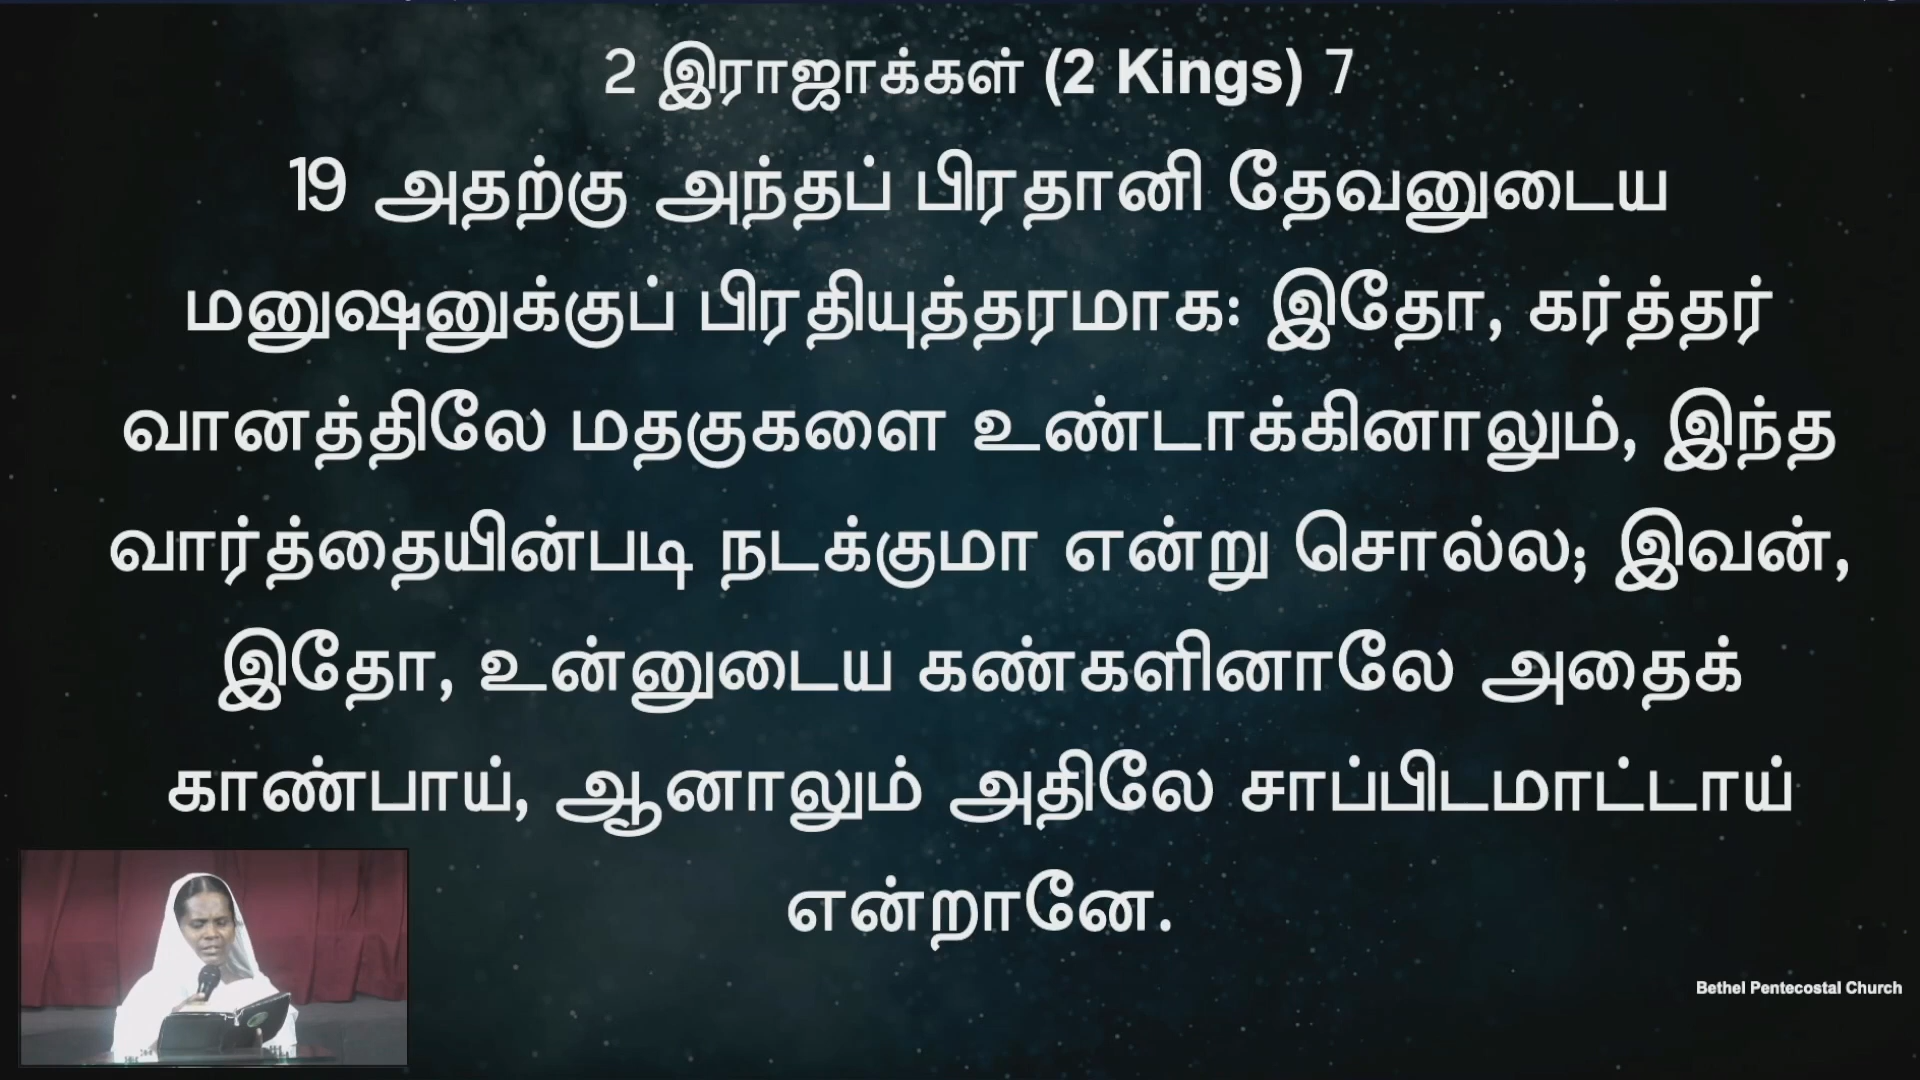 2 இராஜாக்கள் (2 Kings) 7
19 அதற்கு அந்தப் பிரதானி தேவனுடைய
மனுஷனுக்குப் பிரதியுத்தரமாக: இதோ, கர்த்தர்
வானத்திலே மதகுகளை உண்டாக்கினாலும், இந்த
வார்த்தையின்படி நடக்குமா என்று சொல்ல; இவன்,
இதோ, உன்னுடைய கண்களினாலே அதைக்
காண்பாய், ஆனாலும் அதிலே சாப்பிடமாட்டாய்
என்றானே.
Bethel Pentecostal Church